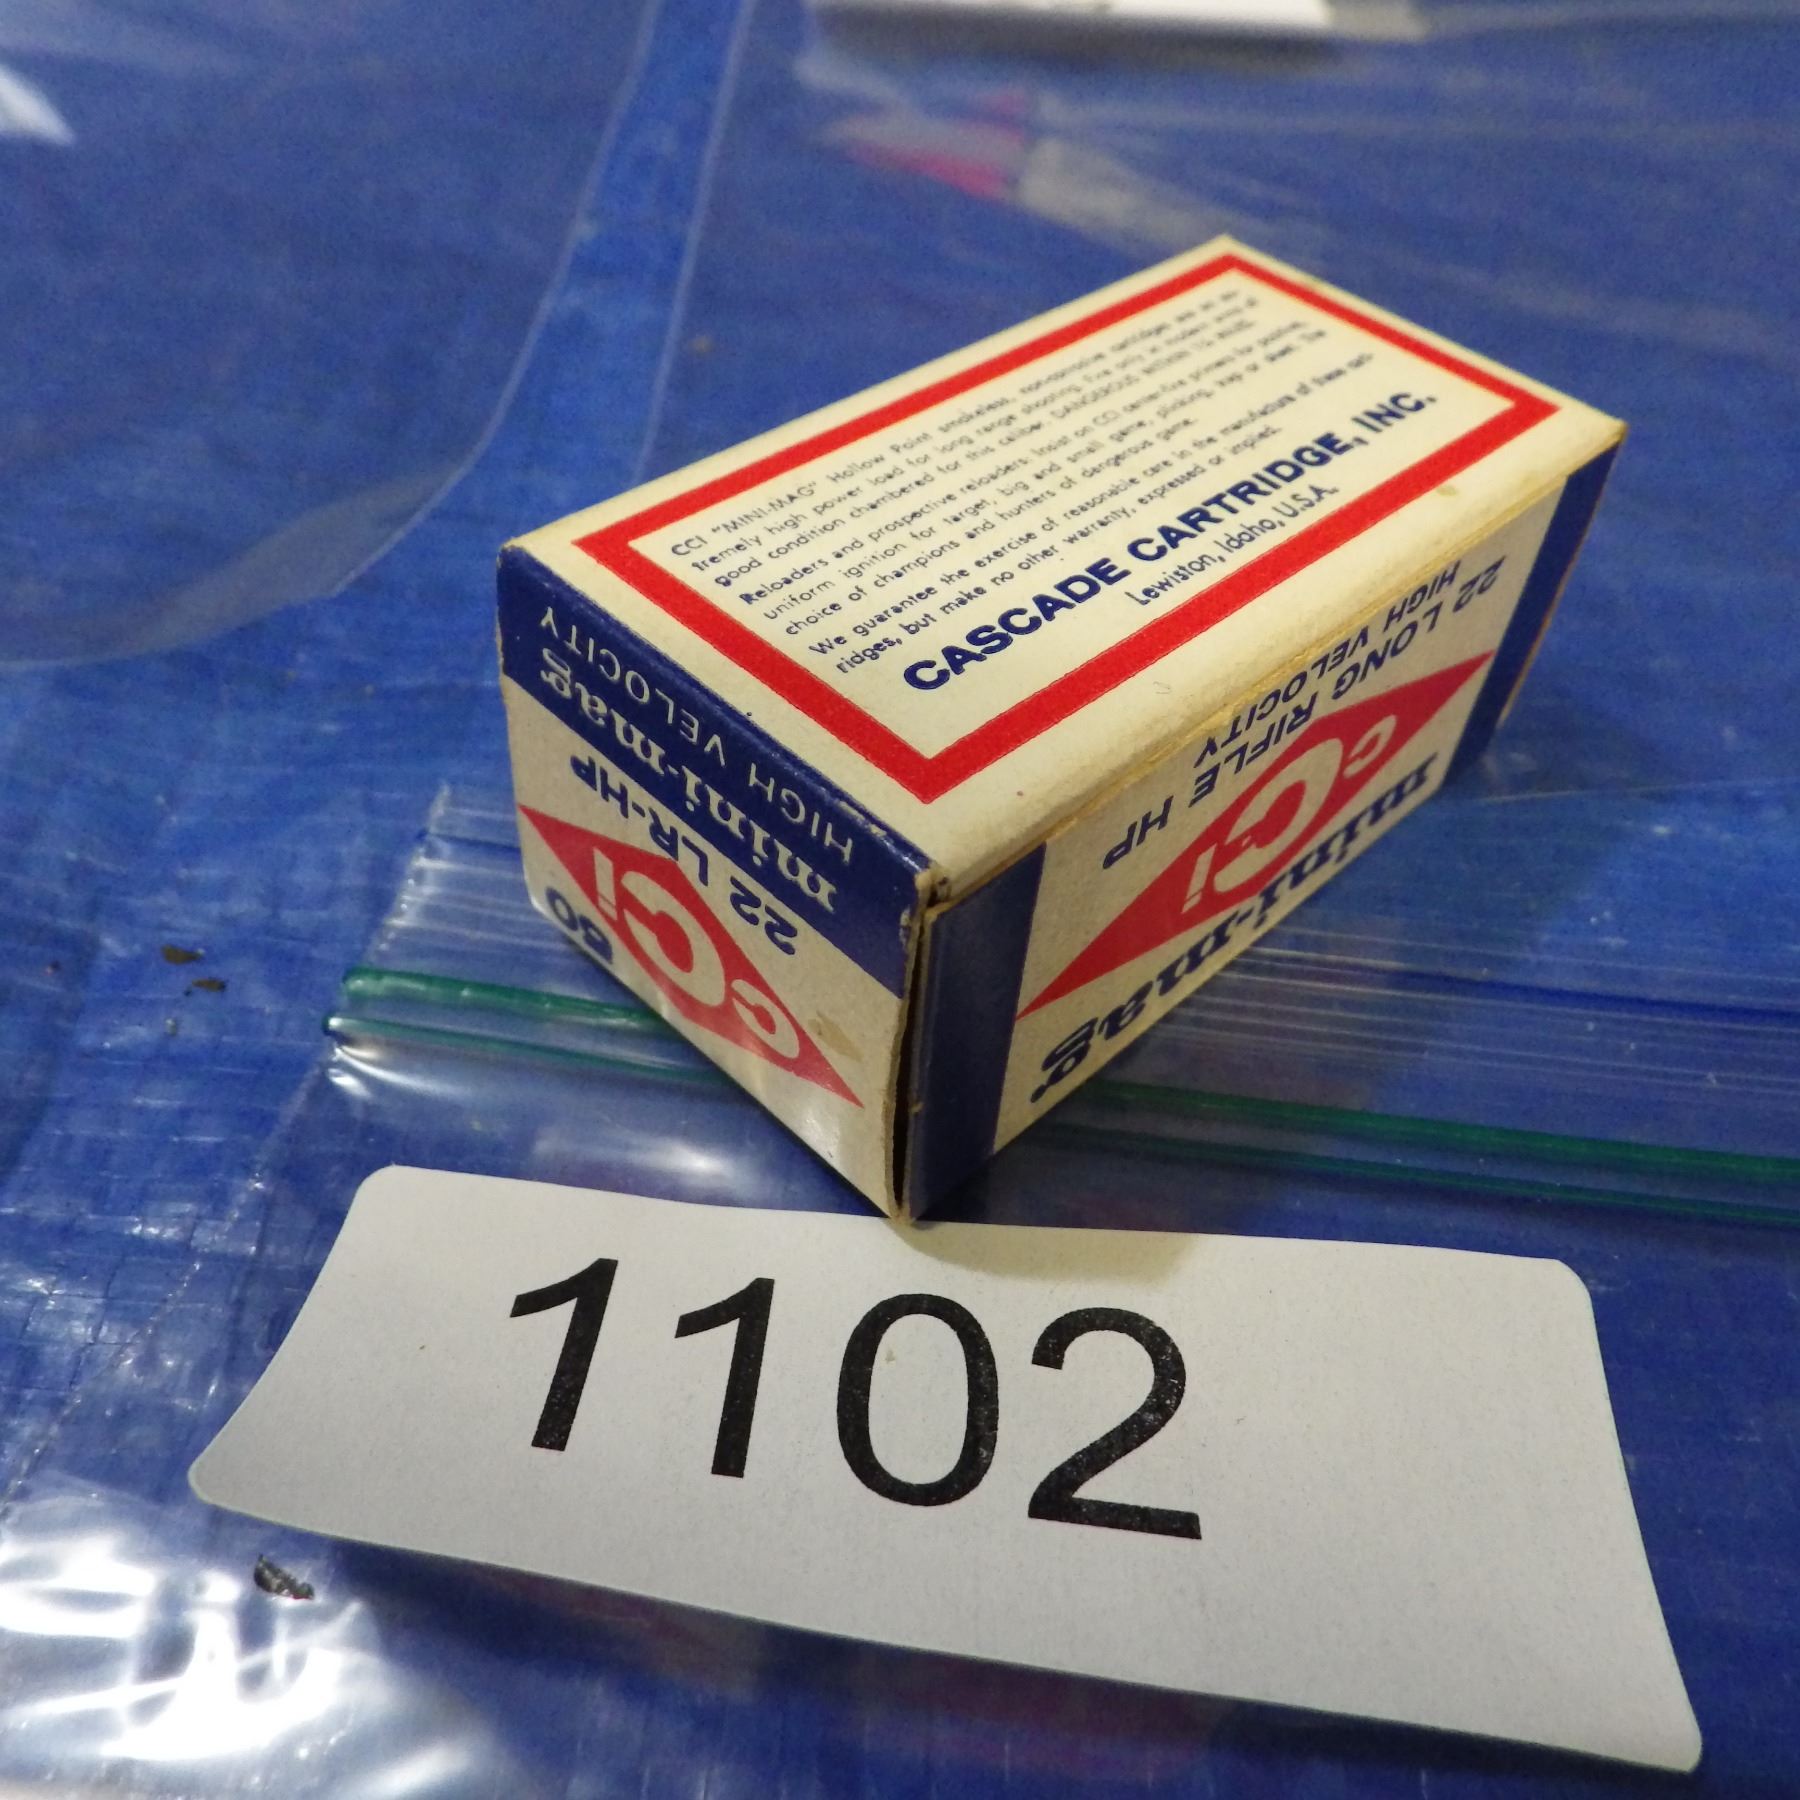 CCI "MINI-MAG" Hollow Point smokeless, non-corrosive cartridges are an ex-
tremely high power load for long range shooting. Fire only in modern arms of
good condition chambered for this caliber. DANGEROUS WITHIN 1½ MILES.
Reloaders and prospective reloaders: Insist on CCI centerfire primers for positive,
uniform ignition for target, big and small game, plinking, trap or skeet. The
choice of champions and hunters of dangerous game.
We guarantee the exercise of reasonable care in the manufacture of these cart-
ridges, but make no other warranty, expressed or implied.
CASCADE CARTRIDGE, INC.
Lewiston, Idaho, U.S.A.
HIGH VELOCITY
mini-mag
22 LR-HP
CCi
50
22 LONG RIFLE HP
HIGH VELOCITY
CCi
mini-mag
1102